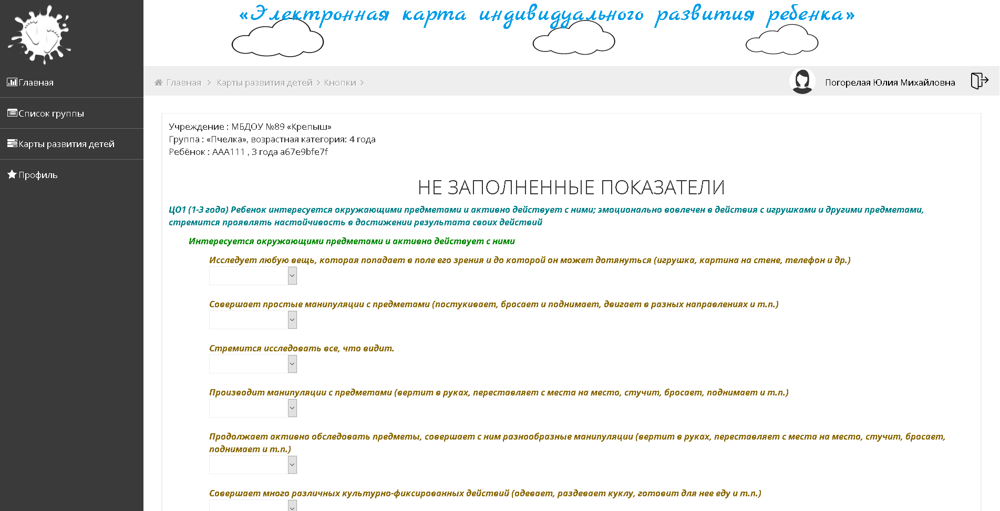 «Электронная карта индивидуального развития ребенка»
Главная
Список группы
Карты развития детей
Профиль
Главная > Карты развития детей > Кнопки >
Погорелая Юлия Михайловна
Учреждение : МБДОУ №89 «Крепыш»
Группа : «Пчелка», возрастная категория: 4 года
Ребёнок : ААА111 , 3 года a67e9bfe7f
НЕ ЗАПОЛНЕННЫЕ ПОКАЗАТЕЛИ
ЦО1 (1-3 года) Ребенок интересуется окружающими предметами и активно действует с ними; эмоционально вовлечен в действия с игрушками и другими предметами,
стремится проявлять настойчивость в достижении результата своих действий
Интересуется окружающими предметами и активно действует с ними
Исследует любую вещь, которая попадает в поле его зрения и до которой он может дотянуться (игрушка, картина на стене, телефон и др.)
Совершает простые манипуляции с предметами (постукивает, бросает и поднимает, двигает в разных направлениях и т.п.)
Стремится исследовать все, что видит.
Производит манипуляции с предметами (вертит в руках, переставляет с места на место, стучит, бросает, поднимает и т.п.)
Продолжает активно обследовать предметы, совершает с ним разнообразные манипуляции (вертит в руках, переставляет с места на место, стучит, бросает,
поднимает и т.п.)
Совершает много различных культурно-фиксированных действий (одевает, раздевает куклу, готовит для нее еду и т.п.)